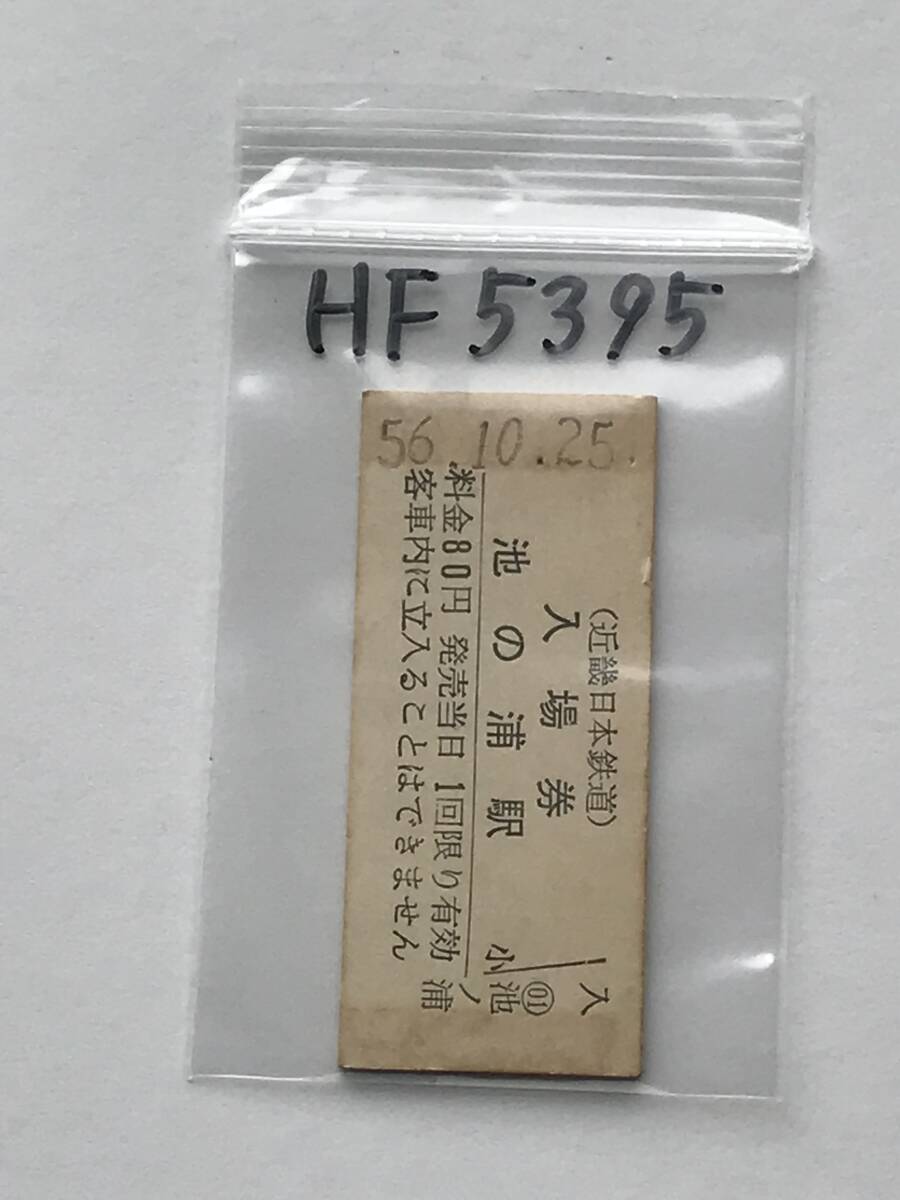 HF5395
56.10.25.
(近畿日本鉄道)
入場券
池の浦駅
料金80円 発売当日1回限り有効
客車内に立入ることはできません
入
小
01
池ノ浦